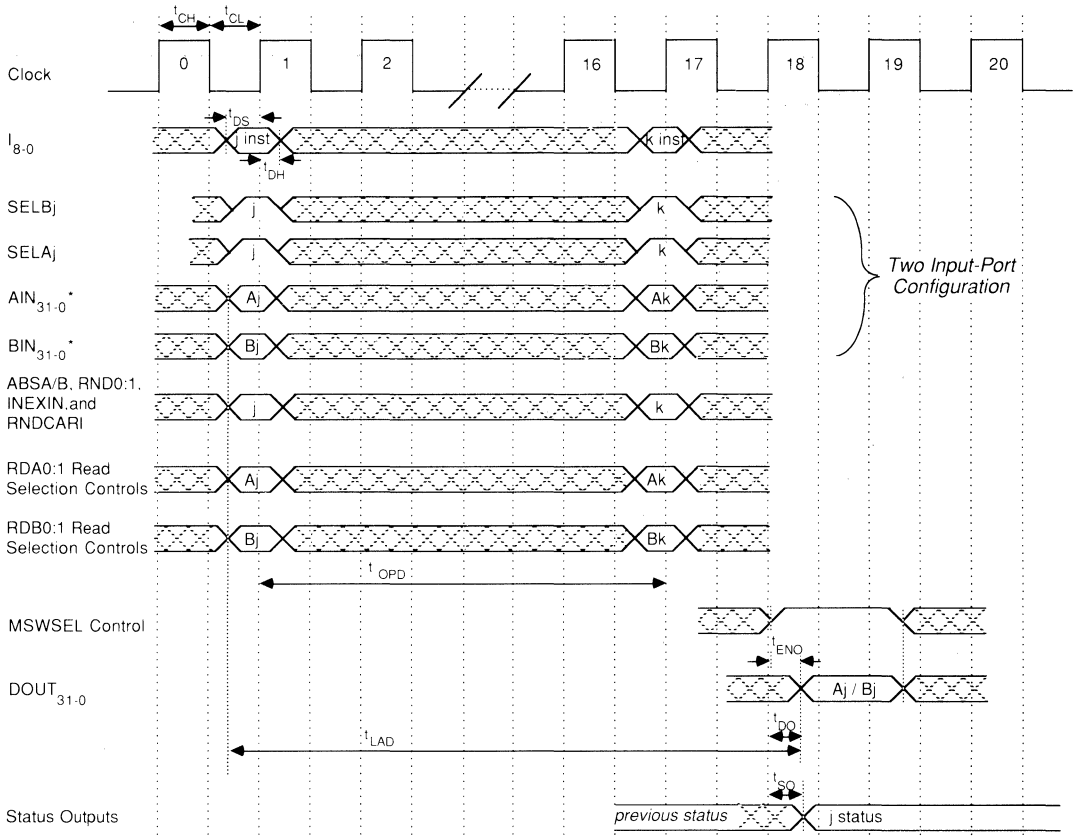 tCH tCL
Clock 0 1 2 16 17 18 19 20
tDS
I8-0 j inst k inst
tDH
SELBj j k
SELAj j k
Two Input-Port
Configuration
AIN31-0* Aj Ak
BIN31-0* Bj Bk
ABSA/B, RND0:1,
INEXIN,and
RNDCARI j k
RDA0:1 Read
Selection Controls Aj Ak
RDB0:1 Read
Selection Controls Bj Bk
tOPD
MSWSEL Control
tENO
DOUT31-0 Aj / Bj
tDO
tLAD
tSO
Status Outputs previous status j status